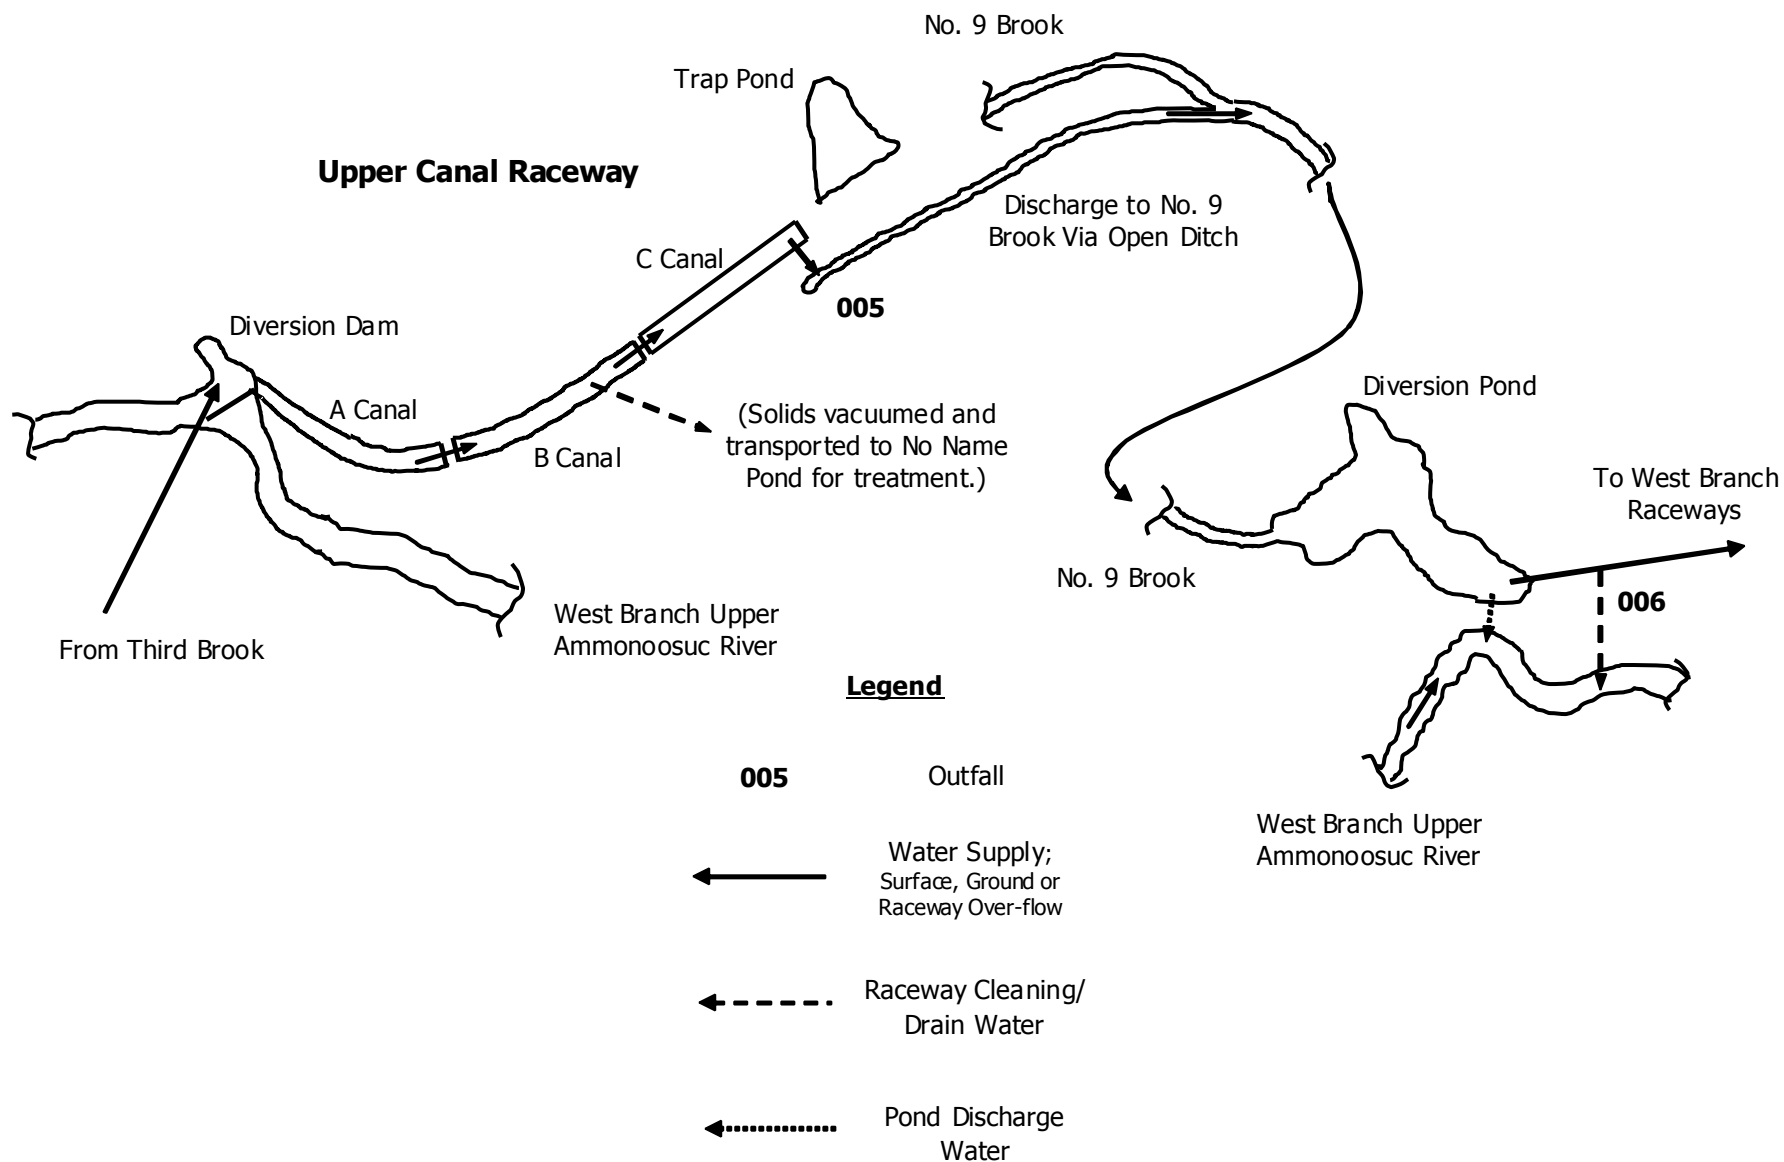 No. 9 Brook
Trap Pond
Upper Canal Raceway
Discharge to No. 9
Brook Via Open Ditch
C Canal
005
Diversion Dam
A Canal
B Canal
(Solids vacuumed and
transported to No Name
Pond for treatment.)
Diversion Pond
To West Branch
Raceways
No. 9 Brook
006
From Third Brook
West Branch Upper
Ammonoosuc River
West Branch Upper
Ammonoosuc River
Legend
005 Outfall
Water Supply;
Surface, Ground or
Raceway Over-flow
Raceway Cleaning/
Drain Water
Pond Discharge
Water